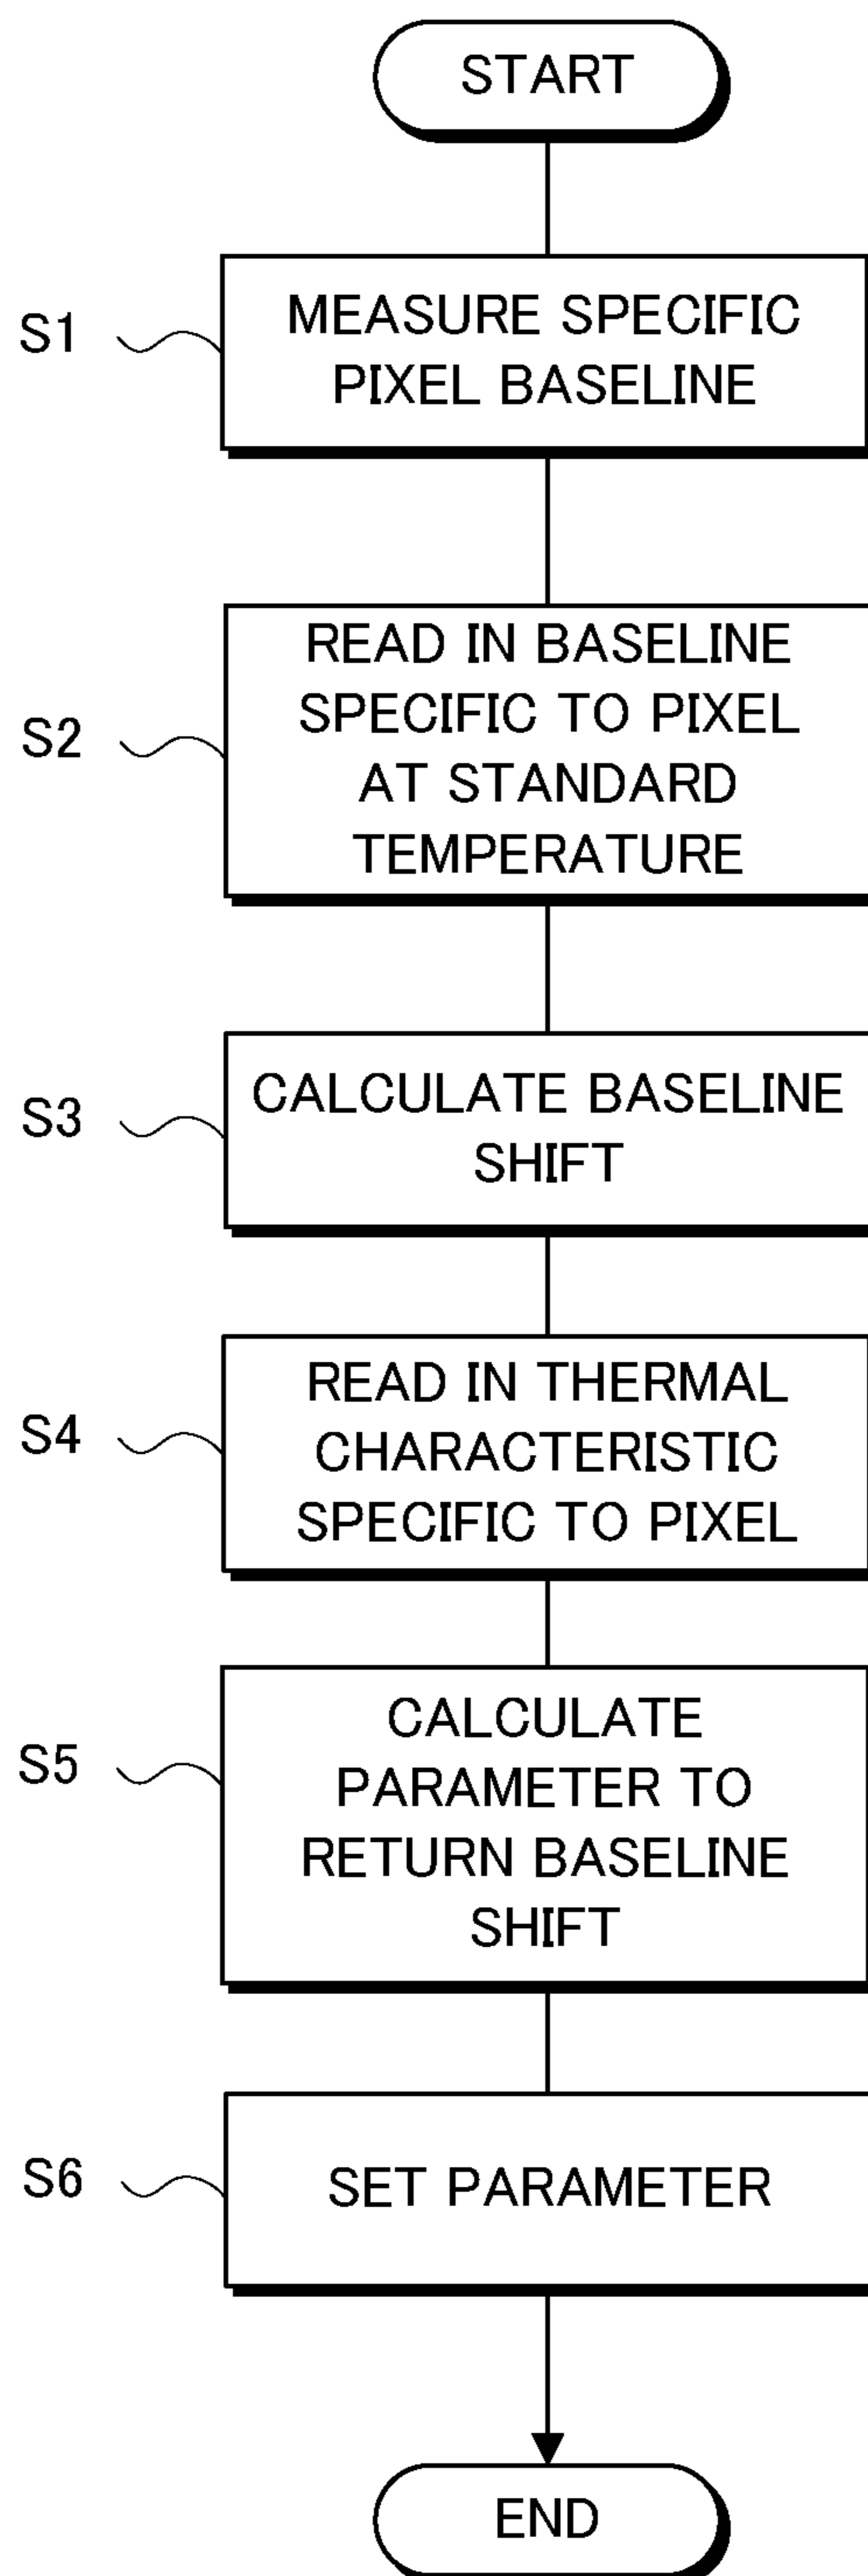 START
S1
MEASURE SPECIFIC
PIXEL BASELINE
S2
READ IN BASELINE
SPECIFIC TO PIXEL
AT STANDARD
TEMPERATURE
S3
CALCULATE BASELINE
SHIFT
S4
READ IN THERMAL
CHARACTERISTIC
SPECIFIC TO PIXEL
S5
CALCULATE
PARAMETER TO
RETURN BASELINE
SHIFT
S6
SET PARAMETER
END